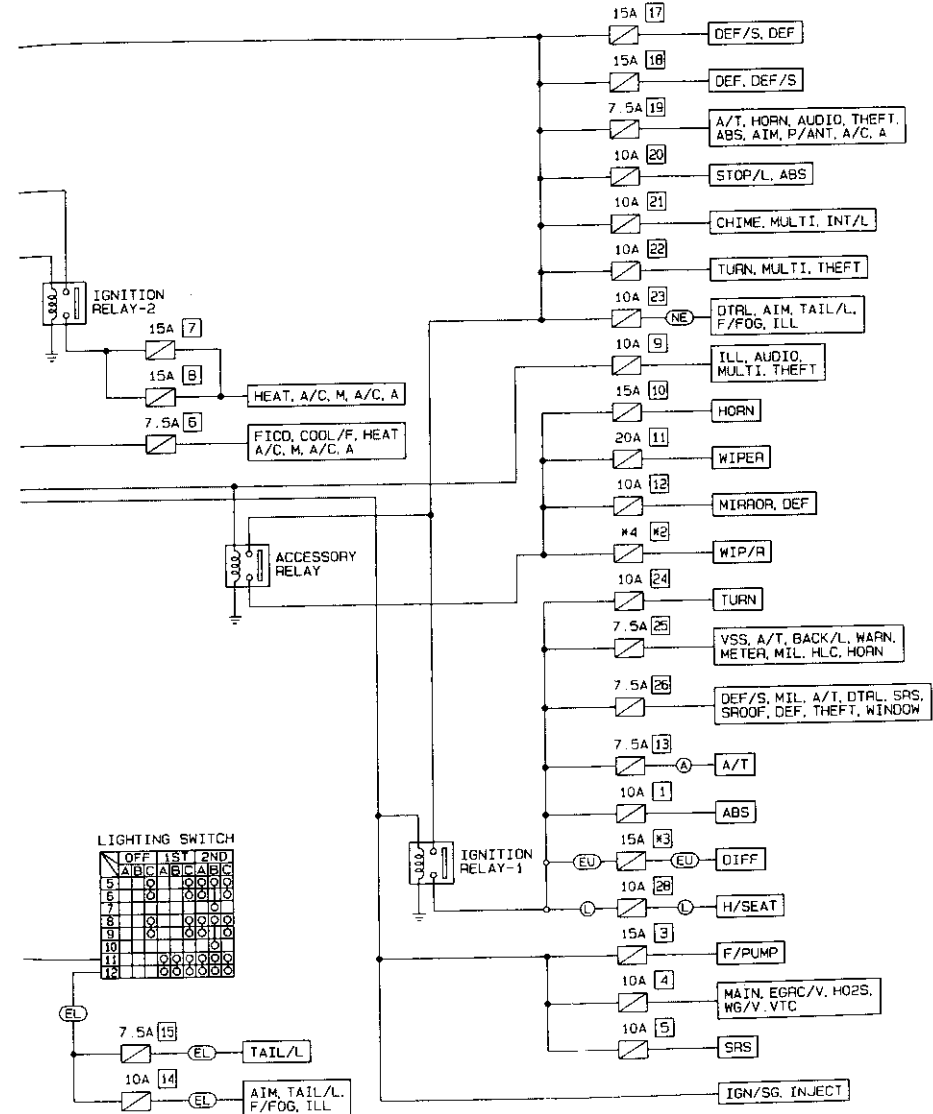 15A 17
DEF/S, DEF
15A 18
DEF, DEF/S
7.5A 19
A/T, HORN, AUDIO, THEFT,
ABS, AIM, P/ANT, A/C, A
10A 20
STOP/L, ABS
10A 21
CHIME, MULTI, INT/L
10A 22
TURN, MULTI, THEFT
10A 23
NE
DTRL, AIM, TAIL/L,
F/FOG, ILL
10A 9
ILL, AUDIO,
MULTI, THEFT
15A 10
HORN
20A 11
WIPER
10A 12
MIRROR, DEF
*4 *2
WIP/R
10A 24
TURN
7.5A 25
VSS, A/T, BACK/L, WARN,
METER, MIL, HLC, HORN
7.5A 26
DEF/S, MIL, A/T, DTRL, SRS,
SROOF, DEF, THEFT, WINDOW
7.5A 13
A A/T
10A 1
ABS
15A *3
EU EU DIFF
10A 28
L L H/SEAT
15A 3
F/PUMP
10A 4
MAIN, EGRC/V, HO2S,
WG/V, VTC
10A 5
SRS
IGN/SG, INJECT
IGNITION
RELAY-2
15A 7
15A 8
HEAT, A/C, M, A/C, A
7.5A 6
FICD, COOL/F, HEAT
A/C, M, A/C, A
ACCESSORY
RELAY
IGNITION
RELAY-1
LIGHTING SWITCH
OFF 1ST 2ND
A B C A B C A B C
5
6
7
8
9
10
11
12
EL
7.5A 15
EL TAIL/L
10A 14
EL AIM, TAIL/L,
F/FOG, ILL